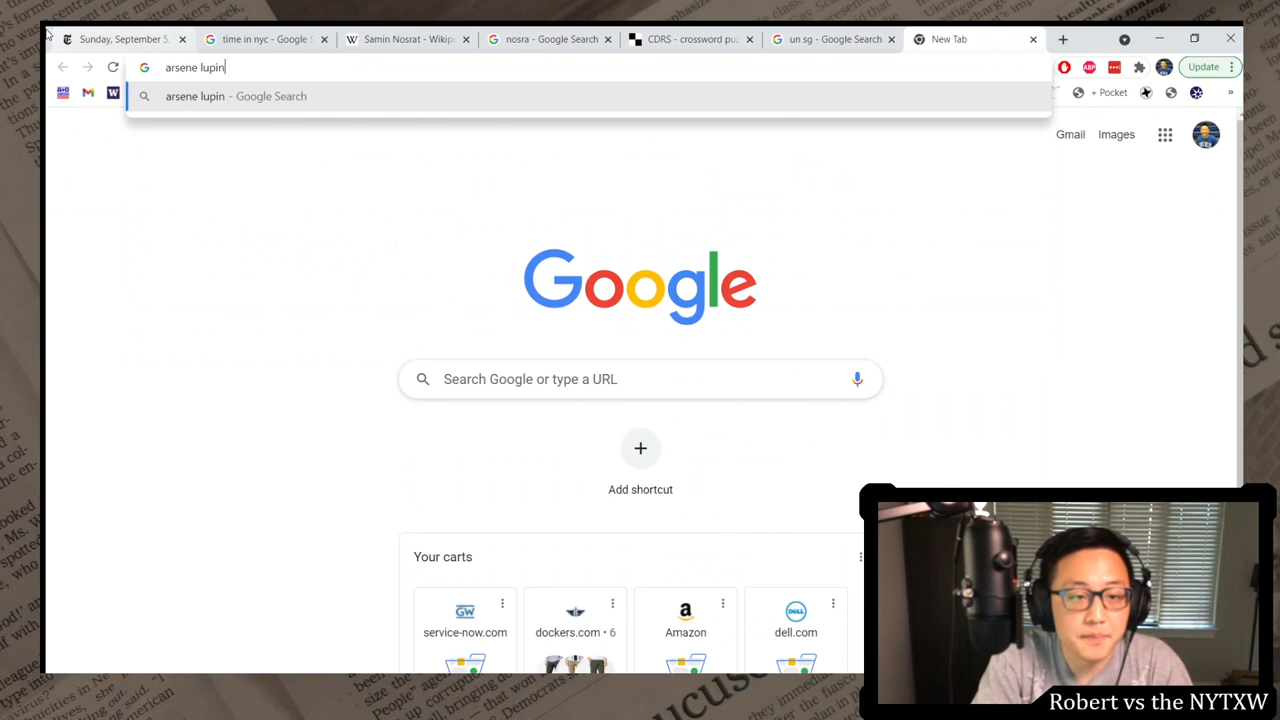 Sunday, September 5,
time in nyc - Google S
Samin Nosrat - Wikipe
nosra - Google Search
CDRS - crossword puz
un sg - Google Search
New Tab
arsene lupin
Update
arsene lupin - Google Search
+ Pocket
»
Gmail
Images
Google
Search Google or type a URL
Add shortcut
Your carts
service-now.com
dockers.com • 6
Amazon
dell.com
Robert vs the NYTXW